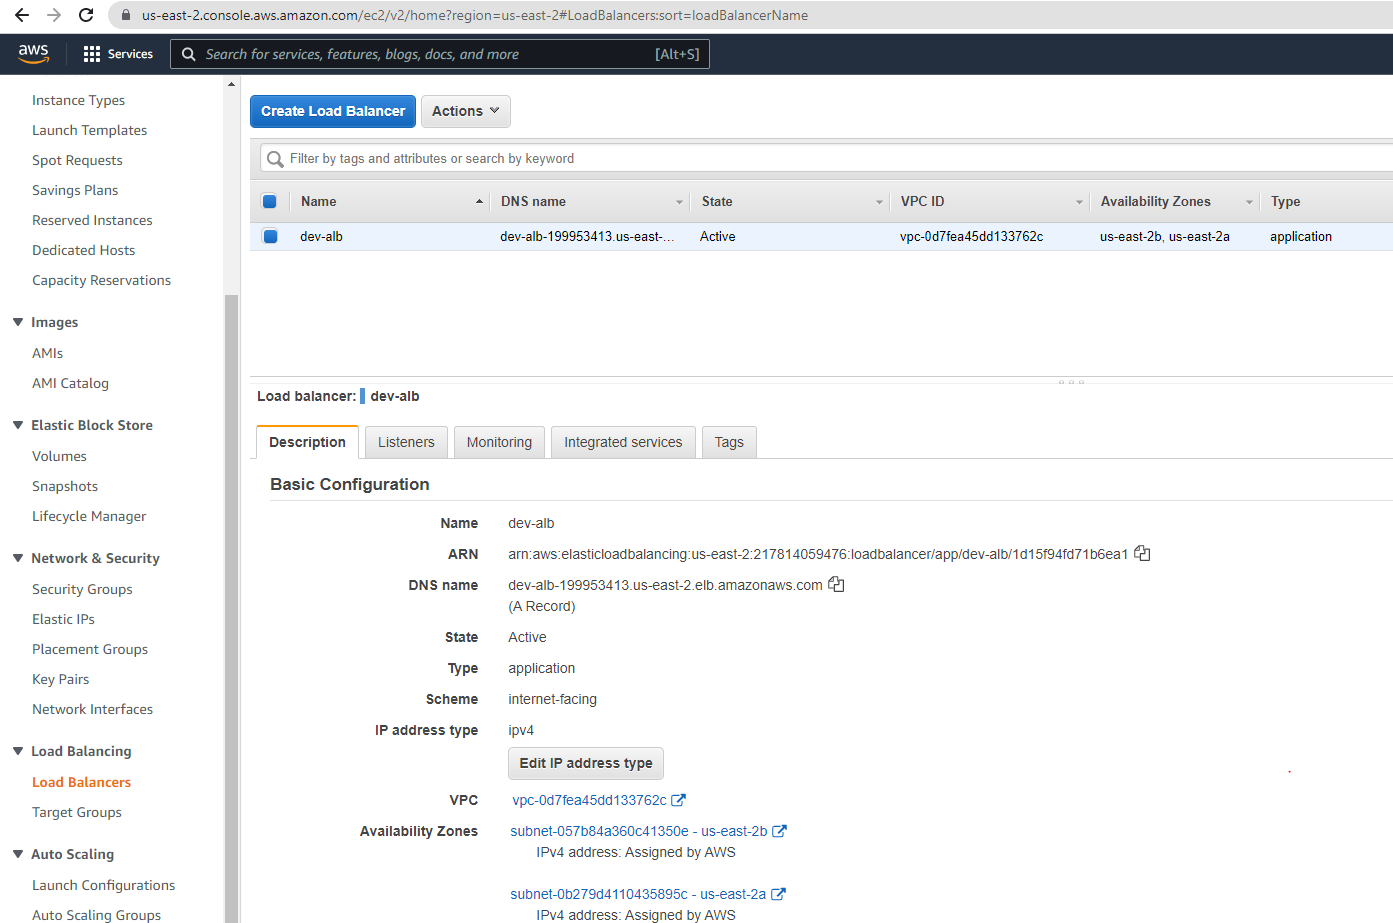 us-east-2.console.aws.amazon.com/ec2/v2/home?region=us-east-2#LoadBalancers:sort=loadBalancerName
aws
Services
Search for services, features, blogs, docs, and more
[Alt+S]
Instance Types
Launch Templates
Spot Requests
Savings Plans
Reserved Instances
Dedicated Hosts
Capacity Reservations
Images
AMIs
AMI Catalog
Elastic Block Store
Volumes
Snapshots
Lifecycle Manager
Network & Security
Security Groups
Elastic IPs
Placement Groups
Key Pairs
Network Interfaces
Load Balancing
Load Balancers
Target Groups
Auto Scaling
Launch Configurations
Auto Scaling Groups
Create Load Balancer
Actions
Filter by tags and attributes or search by keyword
Name DNS name State VPC ID Availability Zones Type
dev-alb dev-alb-199953413.us-east-... Active vpc-0d7fea45dd133762c us-east-2b, us-east-2a application
Load balancer: dev-alb
Description Listeners Monitoring Integrated services Tags
Basic Configuration
Name dev-alb
ARN arn:aws:elasticloadbalancing:us-east-2:217814059476:loadbalancer/app/dev-alb/1d15f94fd71b6ea1
DNS name dev-alb-199953413.us-east-2.elb.amazonaws.com
(A Record)
State Active
Type application
Scheme internet-facing
IP address type ipv4
Edit IP address type
VPC vpc-0d7fea45dd133762c
Availability Zones subnet-057b84a360c41350e - us-east-2b
IPv4 address: Assigned by AWS
subnet-0b279d4110435895c - us-east-2a
IPv4 address: Assigned by AWS